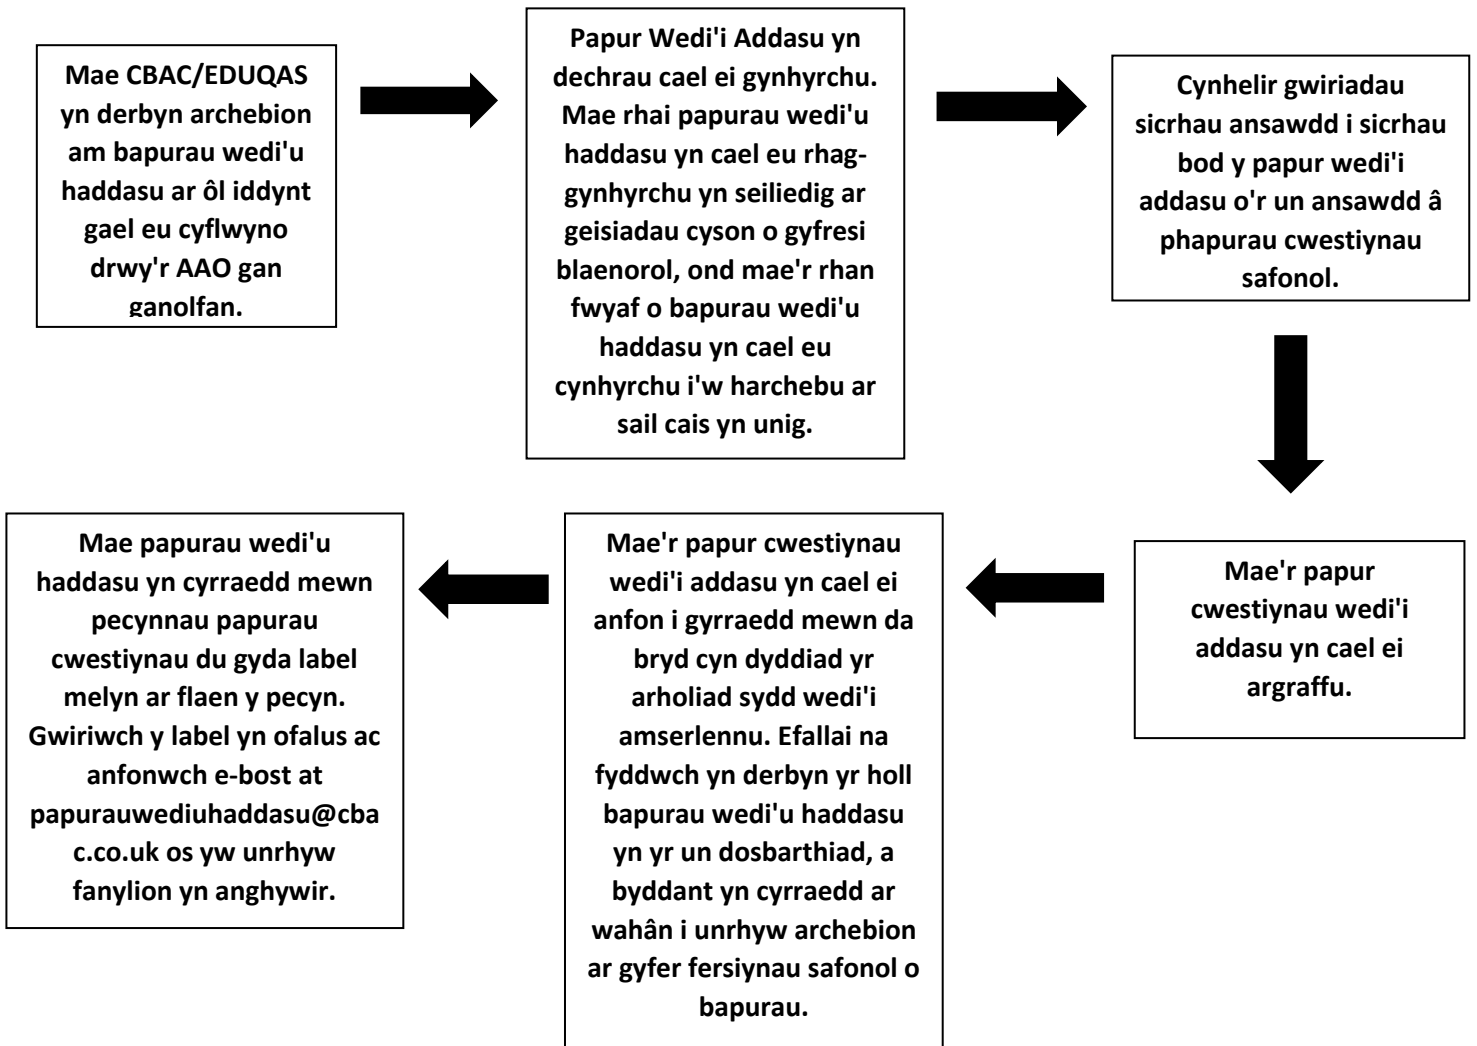 Mae CBAC/EDUQAS
yn derbyn archebion
am bapurau wedi'u
haddasu ar ôl iddynt
gael eu cyflwyno
drwy'r AAO gan
ganolfan.
Papur Wedi'i Addasu yn
dechrau cael ei gynhyrchu.
Mae rhai papurau wedi'u
haddasu yn cael eu rhag-
gynhyrchu yn seiliedig ar
geisiadau cyson o gyfresi
blaenorol, ond mae'r rhan
fwyaf o bapurau wedi'u
haddasu yn cael eu
cynhyrchu i'w harchebu ar
sail cais yn unig.
Cynhelir gwiriadau
sicrhau ansawdd i sicrhau
bod y papur wedi'i
addasu o'r un ansawdd â
phapurau cwestiynau
safonol.
Mae'r papur
cwestiynau wedi'i
addasu yn cael ei
argraffu.
Mae'r papur cwestiynau
wedi'i addasu yn cael ei
anfon i gyrraedd mewn da
bryd cyn dyddiad yr
arholiad sydd wedi'i
amserlennu. Efallai na
fyddwch yn derbyn yr holl
bapurau wedi'u haddasu
yn yr un dosbarthiad, a
byddant yn cyrraedd ar
wahân i unrhyw archebion
ar gyfer fersiynau safonol o
bapurau.
Mae papurau wedi'u
haddasu yn cyrraedd mewn
pecynnau papurau
cwestiynau du gyda label
melyn ar flaen y pecyn.
Gwiriwch y label yn ofalus ac
anfonwch e-bost at
papurauwediuhaddasu@cba
c.co.uk os yw unrhyw
fanylion yn anghywir.